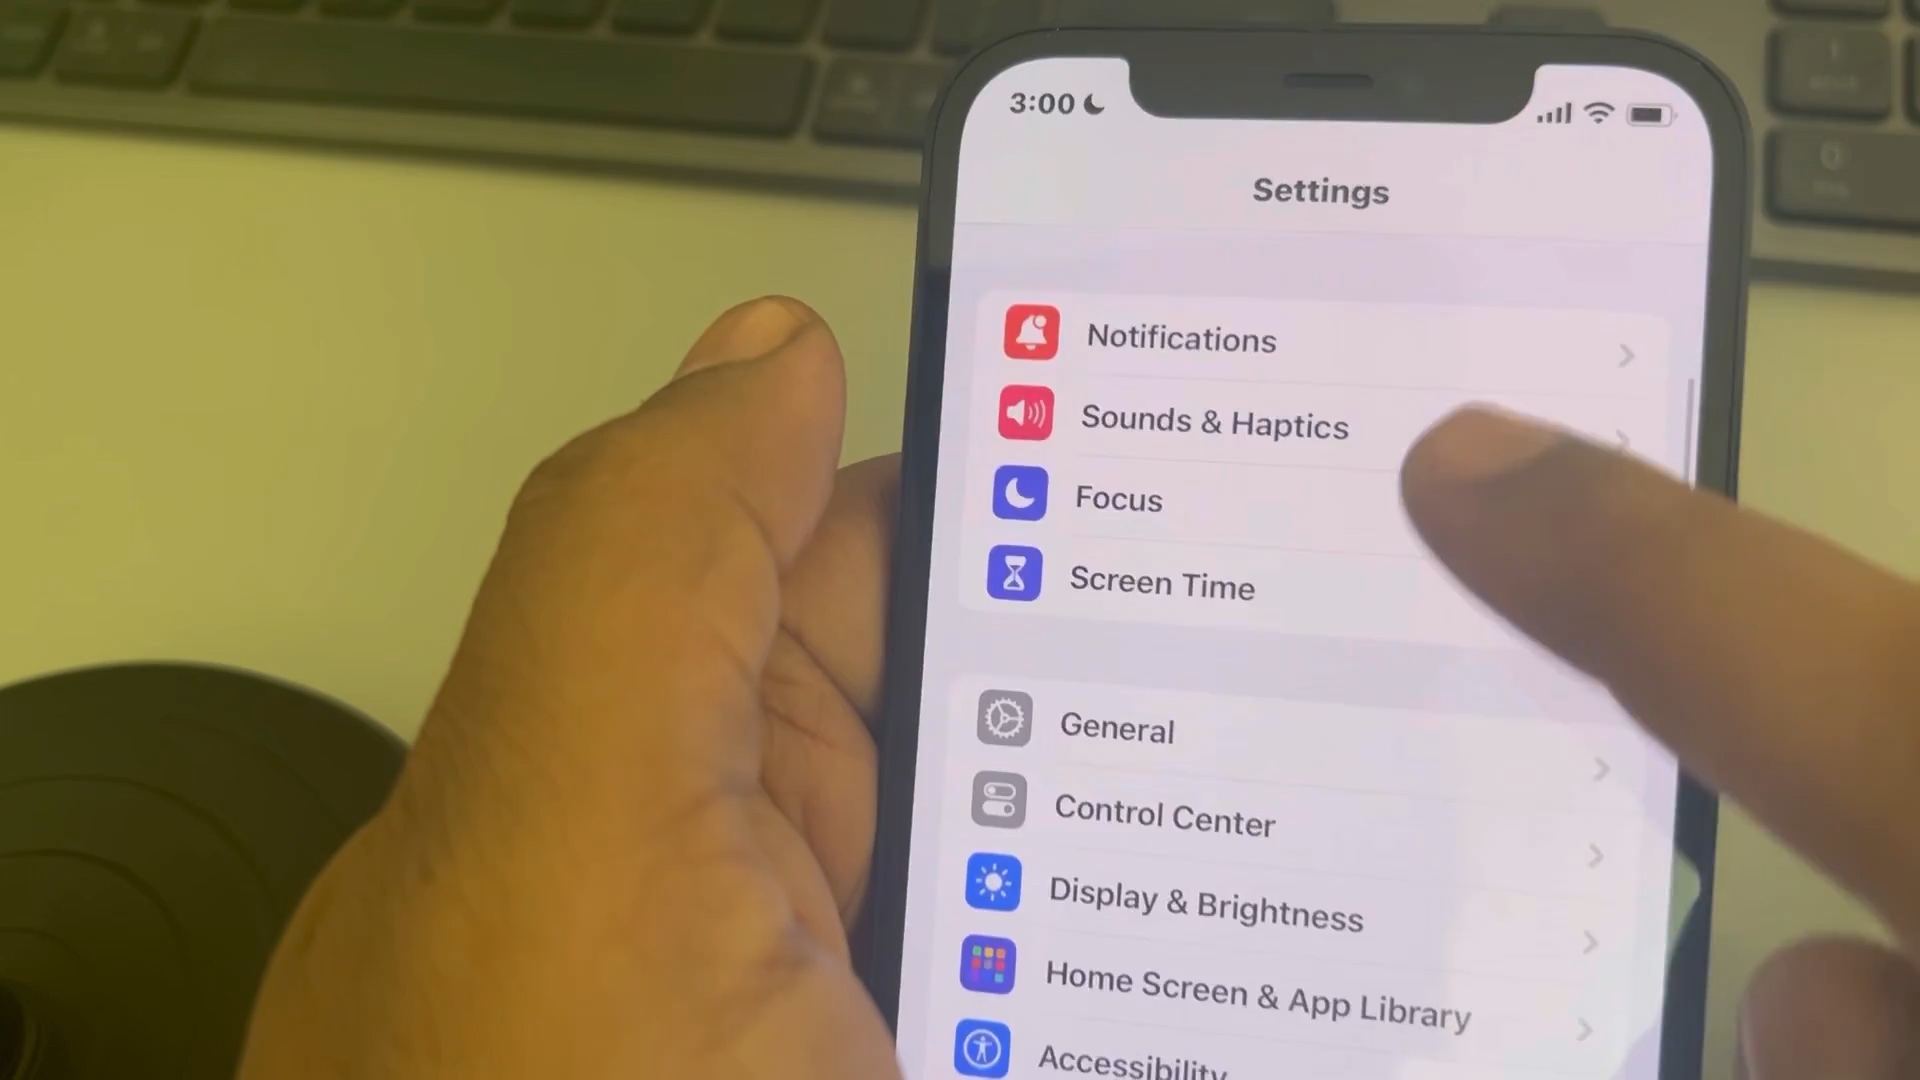 3:00
Settings
Notifications
Sounds & Haptics
Focus
Screen Time
General
Control Center
Display & Brightness
Home Screen & App Library
Accessibility